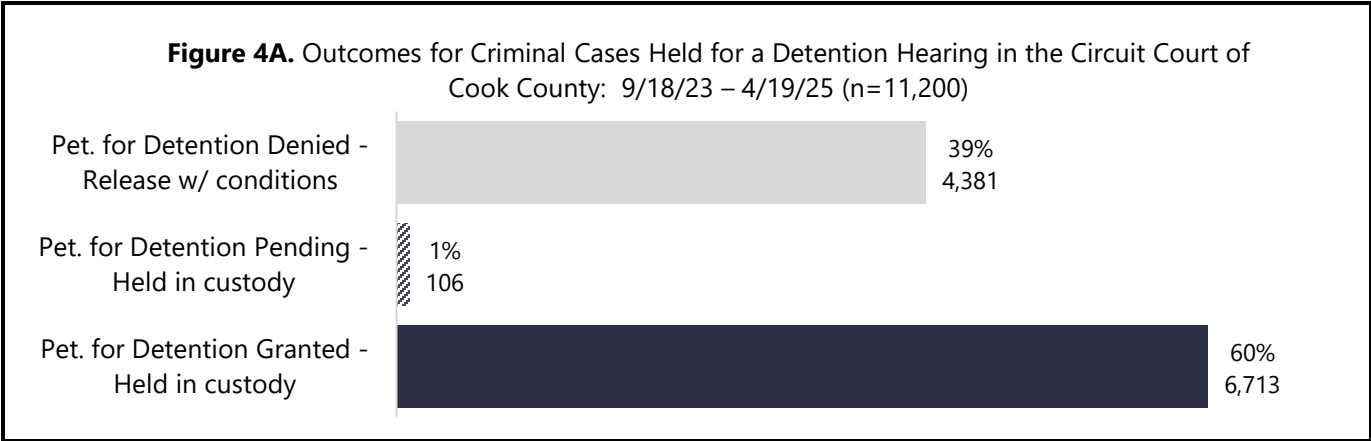 Figure 4A. Outcomes for Criminal Cases Held for a Detention Hearing in the Circuit Court of
Cook County:  9/18/23 – 4/19/25 (n=11,200)
Pet. for Detention Denied -
Release w/ conditions
39%
4,381
Pet. for Detention Pending -
Held in custody
1%
106
Pet. for Detention Granted -
Held in custody
60%
6,713